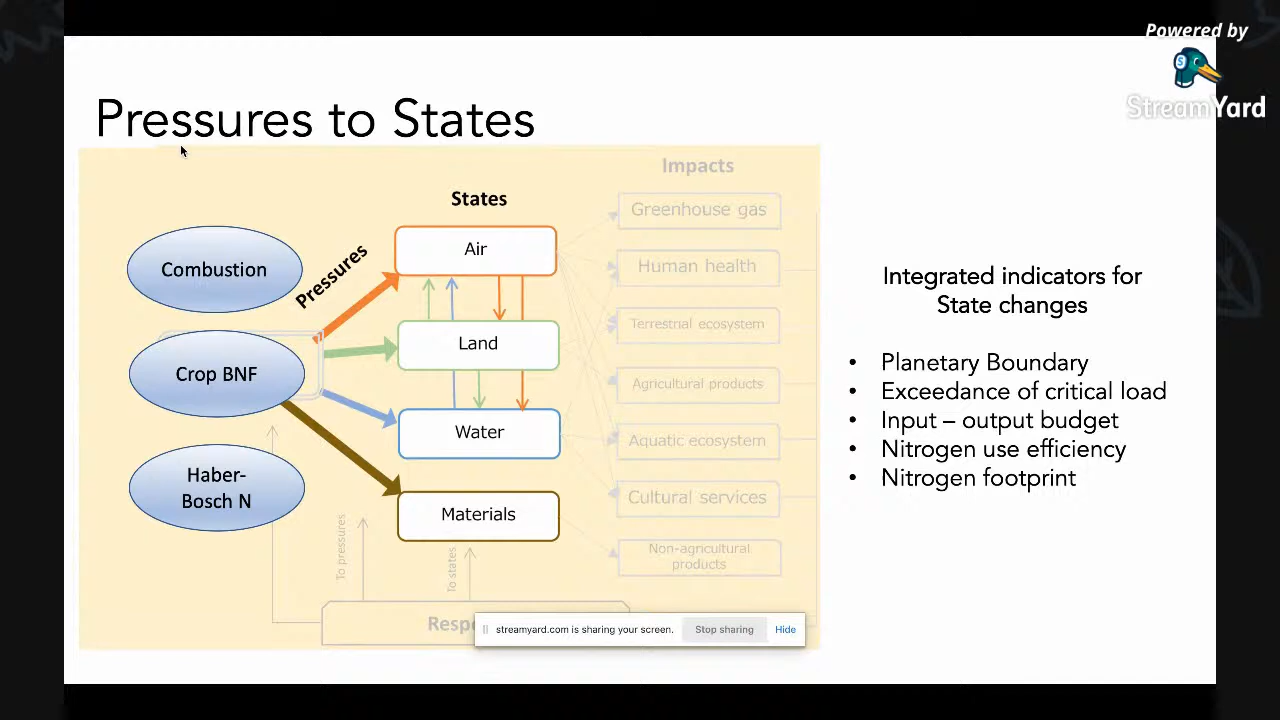 Powered by
StreamYard
Pressures to States
Impacts
States
Pressures
Combustion
Crop BNF
Haber-
Bosch N
Air
Land
Water
Materials
Greenhouse gas
Human health
Terrestrial ecosystem
Agricultural products
Aquatic ecosystem
Cultural services
Non-agricultural
products
To pressures
To states
Resp
streamyard.com is sharing your screen.
Stop sharing
Hide
Integrated indicators for
State changes
• Planetary Boundary
• Exceedance of critical load
• Input – output budget
• Nitrogen use efficiency
• Nitrogen footprint